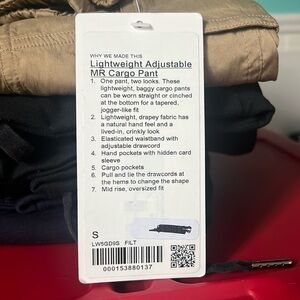 WHY WE MADE THIS
Lightweight Adjustable
MR Cargo Pant
1. One pant, two looks. These
lightweight, baggy cargo pants
can be worn straight or cinched
at the bottom for a tapered,
jogger-like fit
2. Lightweight, drapey fabric has
a natural hand feel and a
lived-in, crinkly look
3. Elasticated waistband with
adjustable drawcord
4. Hand pockets with hidden card
sleeve
5. Cargo pockets
6. Pull and tie the drawcords at
the hems to change the shape
7. Mid rise, oversized fit
S
LW5GD9S FILT
000153880137